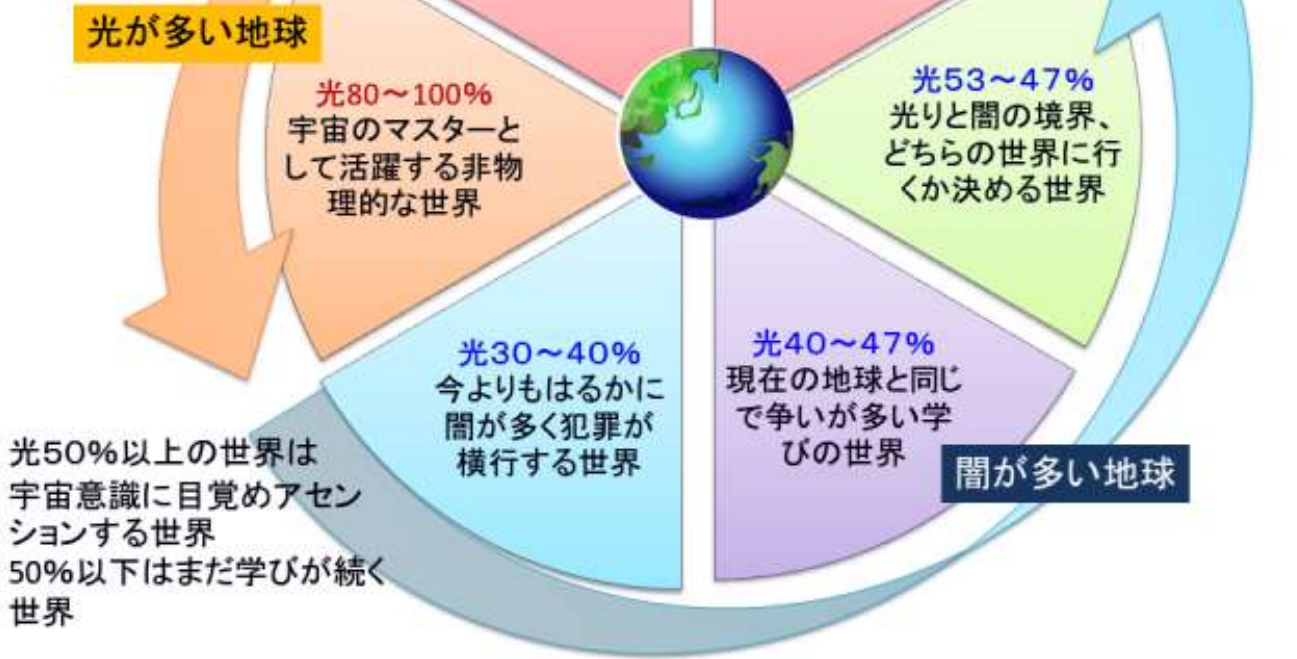 光が多い地球
光80～100%
宇宙のマスターと
して活躍する非物
理的な世界
光53～47%
光りと闇の境界、
どちらの世界に行
くか決める世界
光30～40%
今よりもはるかに
闇が多く犯罪が
横行する世界
光40～47%
現在の地球と同じ
で争いが多い学
びの世界
闇が多い地球
光50%以上の世界は
宇宙意識に目覚めアセン
ションする世界
50%以下はまだ学びが続く
世界